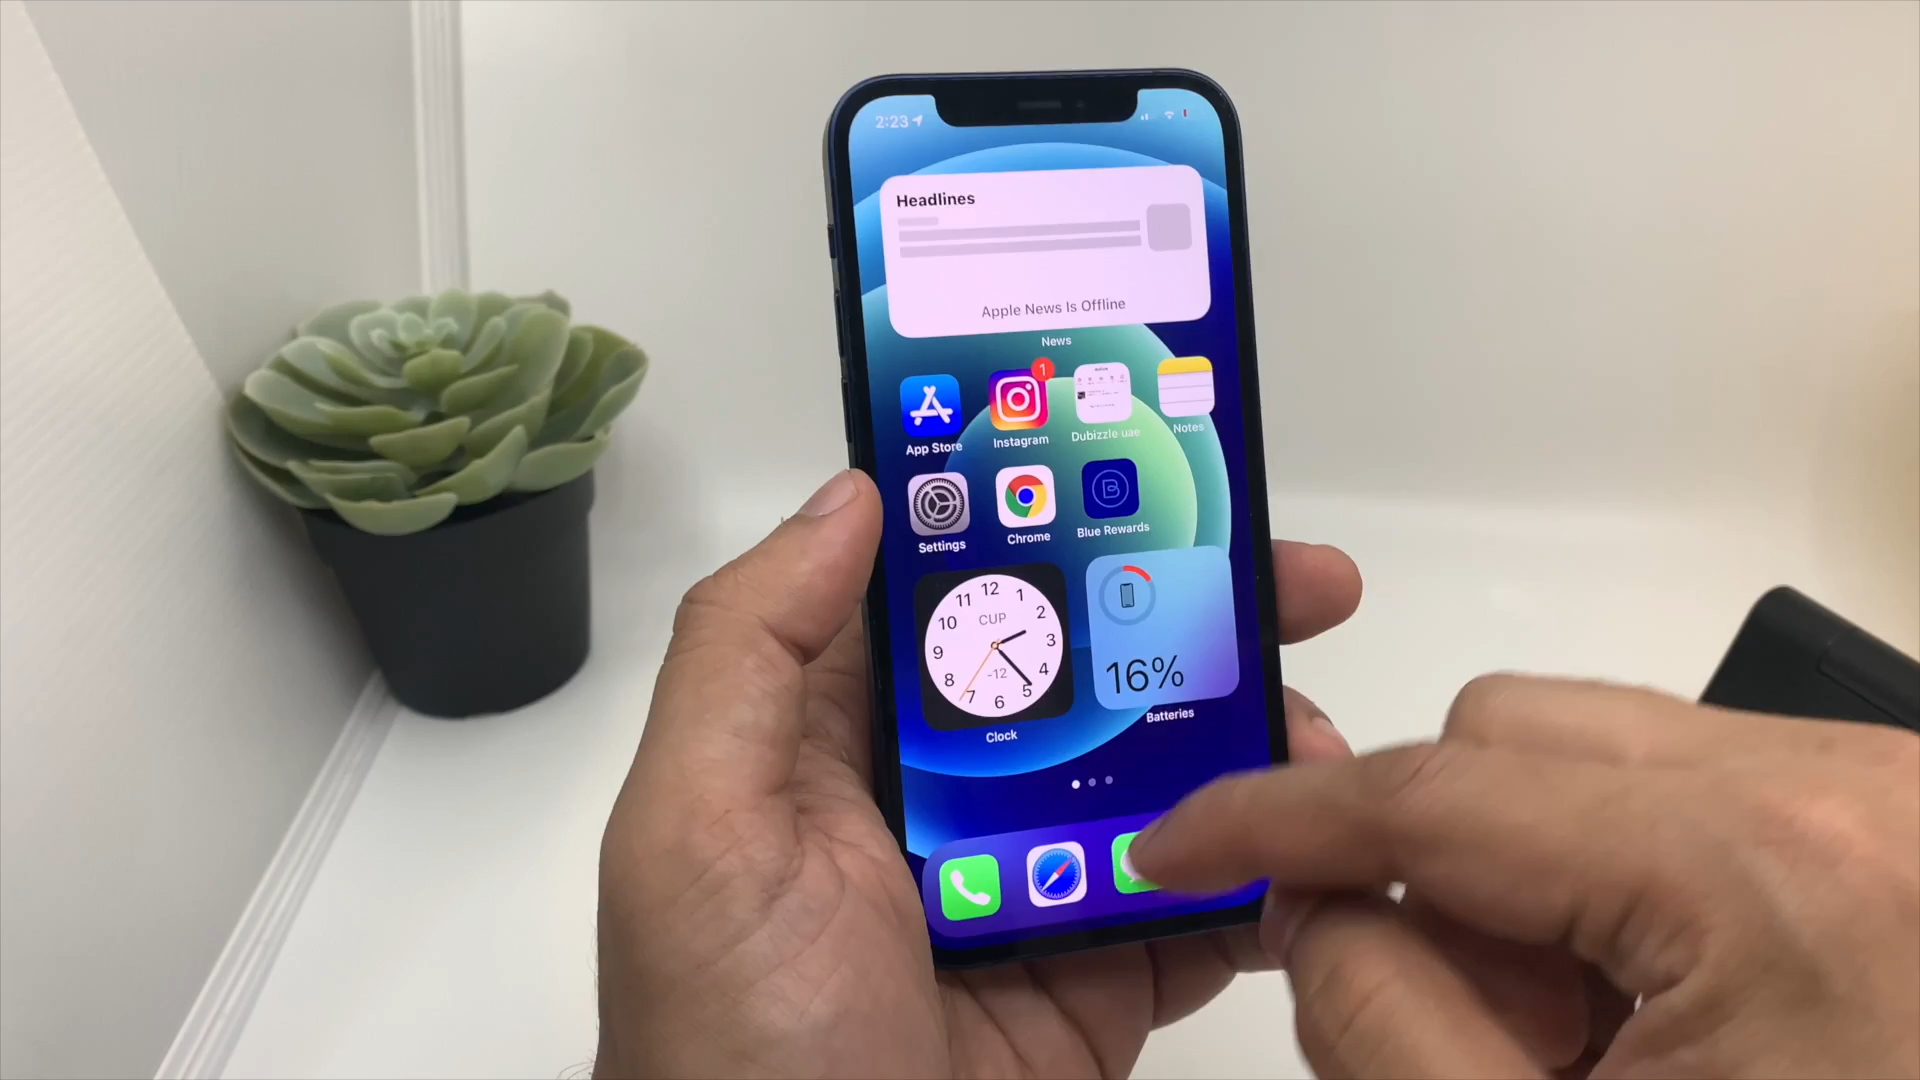 2:23
Headlines
Apple News Is Offline
News
1
App Store
Instagram
Dubizzle uae
Notes
Settings
Chrome
Blue Rewards
B
12
11
1
10
CUP
2
9
3
8
-12
4
7
6
5
16%
Clock
Batteries